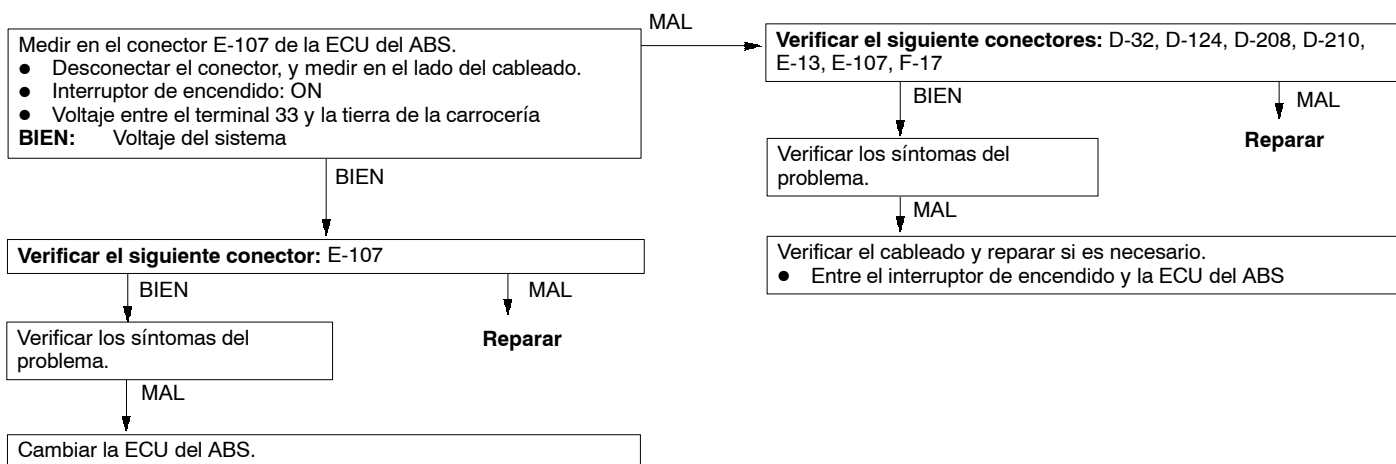 Medir en el conector E-107 de la ECU del ABS.
● Desconectar el conector, y medir en el lado del cableado.
● Interruptor de encendido: ON
● Voltaje entre el terminal 33 y la tierra de la carrocería
BIEN: Voltaje del sistema
MAL
Verificar el siguiente conectores: D-32, D-124, D-208, D-210,
E-13, E-107, F-17
BIEN
MAL
Reparar
Verificar los síntomas del
problema.
MAL
Verificar el cableado y reparar si es necesario.
● Entre el interruptor de encendido y la ECU del ABS
BIEN
Verificar el siguiente conector: E-107
BIEN
MAL
Reparar
Verificar los síntomas del
problema.
MAL
Cambiar la ECU del ABS.